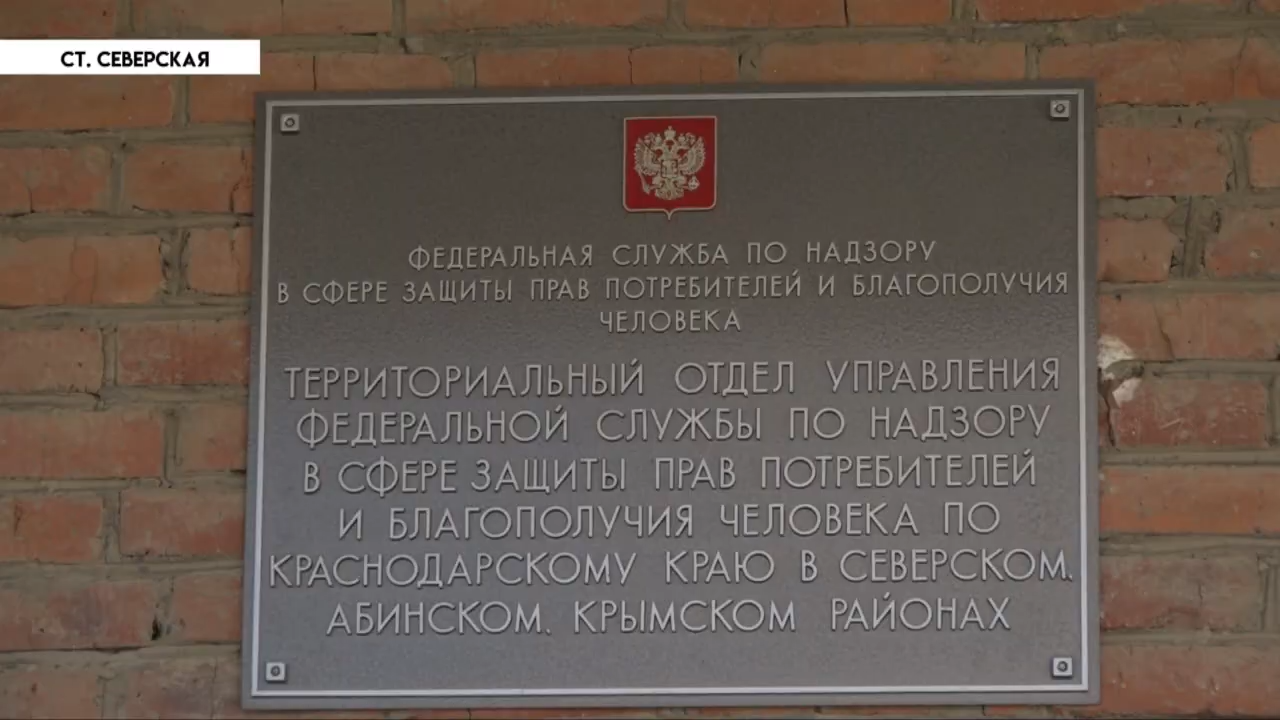 СТ. СЕВЕРСКАЯ
ФЕДЕРАЛЬНАЯ СЛУЖБА ПО НАДЗОРУ
В СФЕРЕ ЗАЩИТЫ ПРАВ ПОТРЕБИТЕЛЕЙ И БЛАГОПОЛУЧИЯ
ЧЕЛОВЕКА
ТЕРРИТОРИАЛЬНЫЙ ОТДЕЛ УПРАВЛЕНИЯ
ФЕДЕРАЛЬНОЙ СЛУЖБЫ ПО НАДЗОРУ
В СФЕРЕ ЗАЩИТЫ ПРАВ ПОТРЕБИТЕЛЕЙ
И БЛАГОПОЛУЧИЯ ЧЕЛОВЕКА ПО
КРАСНОДАРСКОМУ КРАЮ В СЕВЕРСКОМ,
АБИНСКОМ, КРЫМСКОМ РАЙОНАХ